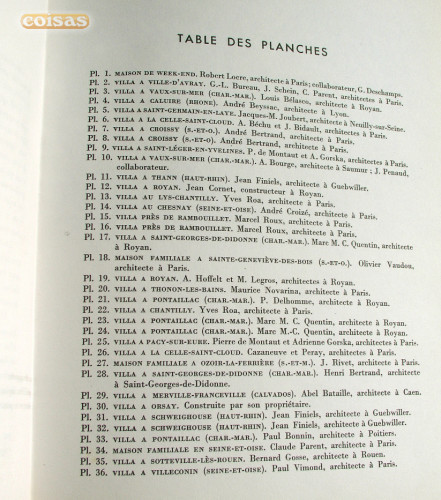 coisas
TABLE DES PLANCHES
Pl. 1. MAISON DE WEEK-END. Robert Locre, architecte à Paris; collaborateur, G. Deschamps.
Pl. 2. VILLA A VILLE-D'AVRAY. G.-L. Bureau, J. Schein, C. Parent, architectes à Paris.
Pl. 3. VILLA A VAUX-SUR-MER (CHAR.-MAR.). Louis Bélasco, architecte à Royan.
Pl. 4. VILLA A CALUIRE (RHONE). André Beyssac, architecte à Lyon.
Pl. 5. VILLA A SAINT-GERMAIN-EN-LAYE. Jacques-M. Joubert, architecte à Neuilly-sur-Seine.
Pl. 6. VILLA A LA CELLE-SAINT-CLOUD. A. Béchu et J. Bidault, architectes à Paris.
Pl. 7. VILLA A CROISSY (S.-ET-O.). André Bertrand, architecte à Paris.
Pl. 8. VILLA A CROISSY (S.-ET-O.). André Bertrand, architecte à Paris.
Pl. 9. VILLA A SAINT-LÉGER-EN-YVELINES. P. de Montaut et A. Gorska, architectes à Paris.
Pl. 10. VILLA A VAUX-SUR-MER (CHAR.-MAR.). A. Bourge, architecte à Saumur; J. Penaud,
collaborateur.
Pl. 11. VILLA A THANN (HAUT-RHIN). Jean Finiels, architecte à Guebwiller.
Pl. 12. VILLA A ROYAN. Jean Cornet, constructeur à Royan.
Pl. 13. VILLA AU LYS-CHANTILLY. Yves Roa, architecte à Paris.
Pl. 14. VILLA AU CHESNAY (SEINE-ET-OISE). André Croizé, architecte à Paris.
Pl. 15. VILLA PRÈS DE RAMBOUILLET. Marcel Roux, architecte à Paris.
Pl. 16. VILLA PRÈS DE RAMBOUILLET. Marcel Roux, architecte à Paris.
Pl. 17. VILLA A SAINT-GEORGES-DE-DIDONNE (CHAR.-MAR.). Marc M. C. Quentin, architecte
à Royan.
Pl. 18. MAISON FAMILIALE A SAINTE-GENEVIÈVE-DES-BOIS (S.-ET-O.). Olivier Vaudou,
architecte à Paris.
Pl. 19. VILLA A ROYAN. A. Hoffelt et M. Legros, architectes à Royan.
Pl. 20. VILLA A THONON-LES-BAINS. Maurice Novarina, architecte à Paris.
Pl. 21. VILLA A PONTAILLAC (CHAR.-MAR.). P. Delhomme, architecte à Royan.
Pl. 22. VILLA A CHANTILLY. Yves Roa, architecte à Paris.
Pl. 23. VILLA A PONTAILLAC (CHAR.-MAR.). Marc M. C. Quentin, architecte à Royan.
Pl. 24. VILLA A PONTAILLAC (CHAR.-MAR.). Marc M.-C. Quentin, architecte à Royan.
Pl. 25. VILLA A PACY-SUR-EURE. Pierre de Montaut et Adrienne Gorska, architectes à Paris.
Pl. 26. VILLA A LA CELLE-SAINT-CLOUD. Cazaneuve et Peray, architectes à Paris.
Pl. 27. MAISON FAMILIALE A OZOIR-LA-FERRIÈRE (S.-ET-M.). J. Rivet, architecte à Paris.
Pl. 28. VILLA A SAINT-GEORGES-DE-DIDONNE (CHAR.-MAR.). Henri Bertrand, architecte
à Saint-Georges-de-Didonne.
Pl. 29. VILLA A MERVILLE-FRANCEVILLE (CALVADOS). Abel Bataille, architecte à Caen.
Pl. 30. VILLA A ORSAY. Construite par son propriétaire.
Pl. 31. VILLA A SCHWEIGHOUSE (HAUT-RHIN). Jean Finiels, architecte à Guebwiller.
Pl. 32. VILLA A SCHWEIGHOUSE (HAUT-RHIN). Jean Finiels, architecte à Guebwiller.
Pl. 33. VILLA A PONTAILLAC (CHAR.-MAR.). Paul Bonnin, architecte à Poitiers.
Pl. 34. MAISON FAMILIALE EN SEINE-ET-OISE. Claude Parent, architecte à Paris.
Pl. 35. VILLA A SOTTEVILLE-LÈS-ROUEN. Bernard Gosse, architecte à Rouen.
Pl. 36. VILLA A VILLECONIN (SEINE-ET-OISE). Paul Vimond, architecte à Paris.